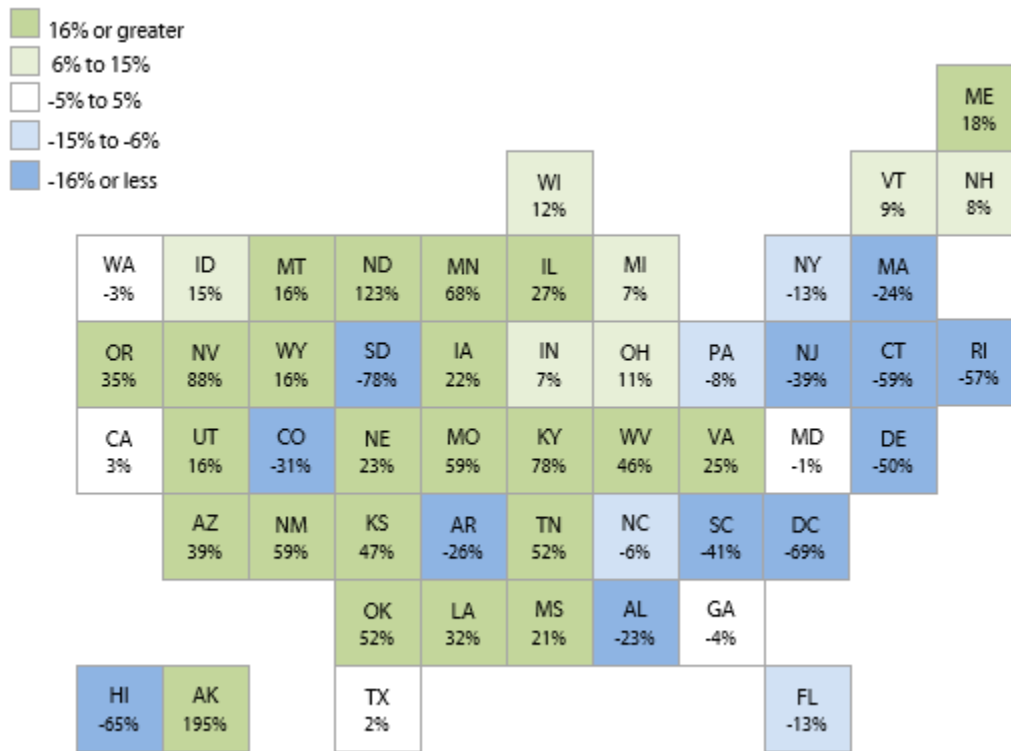 16% or greater
6% to 15%
-5% to 5%
-15% to -6%
-16% or less
ME
18%
WI
12%
VT
9%
NH
8%
WA
-3%
ID
15%
MT
16%
ND
123%
MN
68%
IL
27%
MI
7%
NY
-13%
MA
-24%
OR
35%
NV
88%
WY
16%
SD
-78%
IA
22%
IN
7%
OH
11%
PA
-8%
NJ
-39%
CT
-59%
RI
-57%
CA
3%
UT
16%
CO
-31%
NE
23%
MO
59%
KY
78%
WV
46%
VA
25%
MD
-1%
DE
-50%
AZ
39%
NM
59%
KS
47%
AR
-26%
TN
52%
NC
-6%
SC
-41%
DC
-69%
OK
52%
LA
32%
MS
21%
AL
-23%
GA
-4%
HI
-65%
AK
195%
TX
2%
FL
-13%